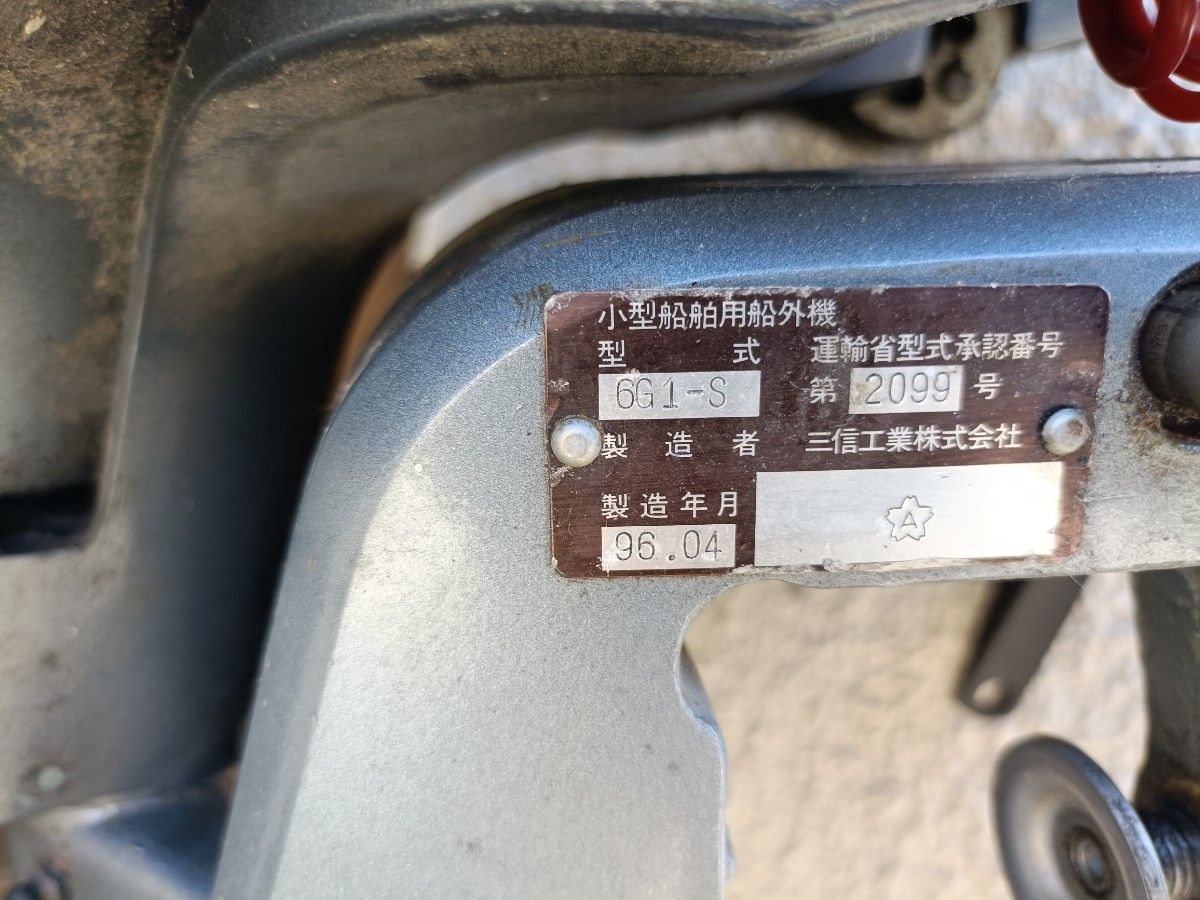 小型船舶用船外機
型式 運輸省型式承認番号
6G1-S 第 2099 号
製造者 三信工業株式会社
製造年月
96.04
A